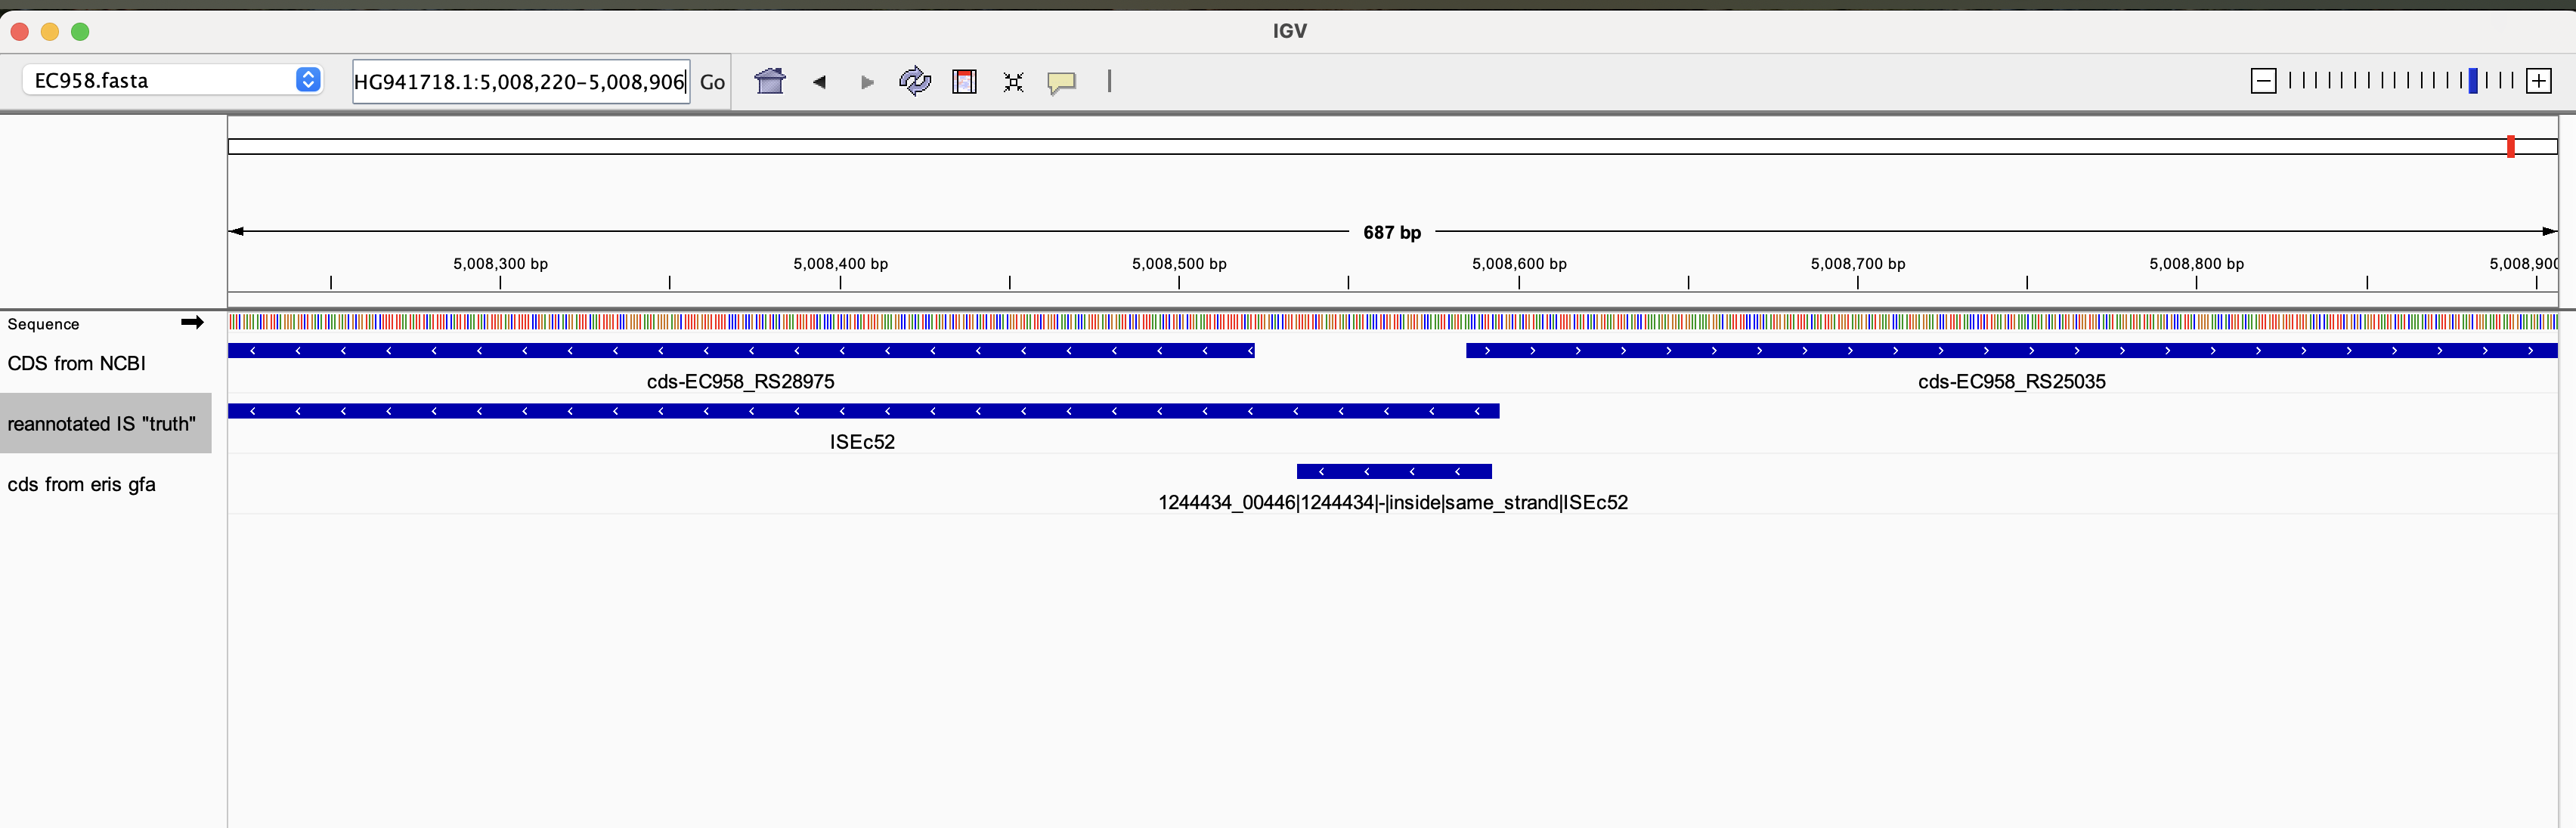 IGV
EC958.fasta HG941718.1:5,008,220-5,008,906 Go
687 bp
5,008,300 bp 5,008,400 bp 5,008,500 bp 5,008,600 bp 5,008,700 bp 5,008,800 bp 5,008,900
Sequence
CDS from NCBI
cds-EC958_RS28975 cds-EC958_RS25035
reannotated IS "truth"
ISEc52
cds from eris gfa
1244434_00446|1244434|-|inside|same_strand|ISEc52